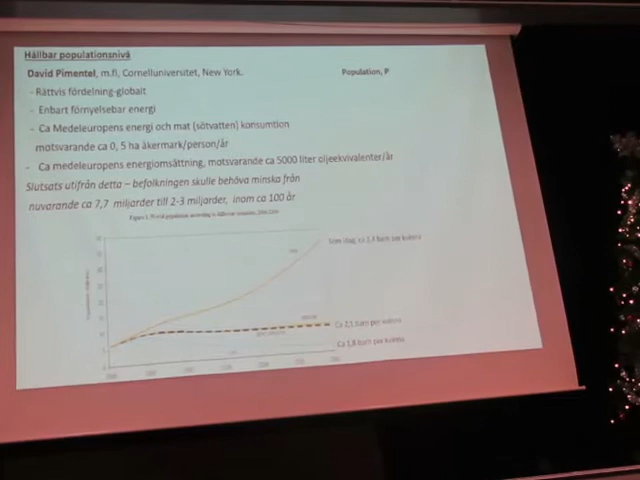 Hållbar populationsnivå
David Pimentel, m.fl, Cornelluniversitet, New York.
Population, P
- Rättvis fördelning-globalt
- Enbart förnyelsebar energi
- Ca Medeleuropens energi och mat (sötvatten) konsumtion
motsvarande ca 0, 5 ha åkermark/person/år
- Ca medeleuropens energiomsättning, motsvarande ca 5000 liter oljeekvivalenter/år
Slutsats utifrån detta – befolkningen skulle behöva minska från
nuvarande ca 7,7 miljarder till 2-3 miljarder, inom ca 100 år
Som idag, ca 2,4 barn per kvinna
Ca 2,1 barn per kvinna
Ca 1,8 barn per kvinna